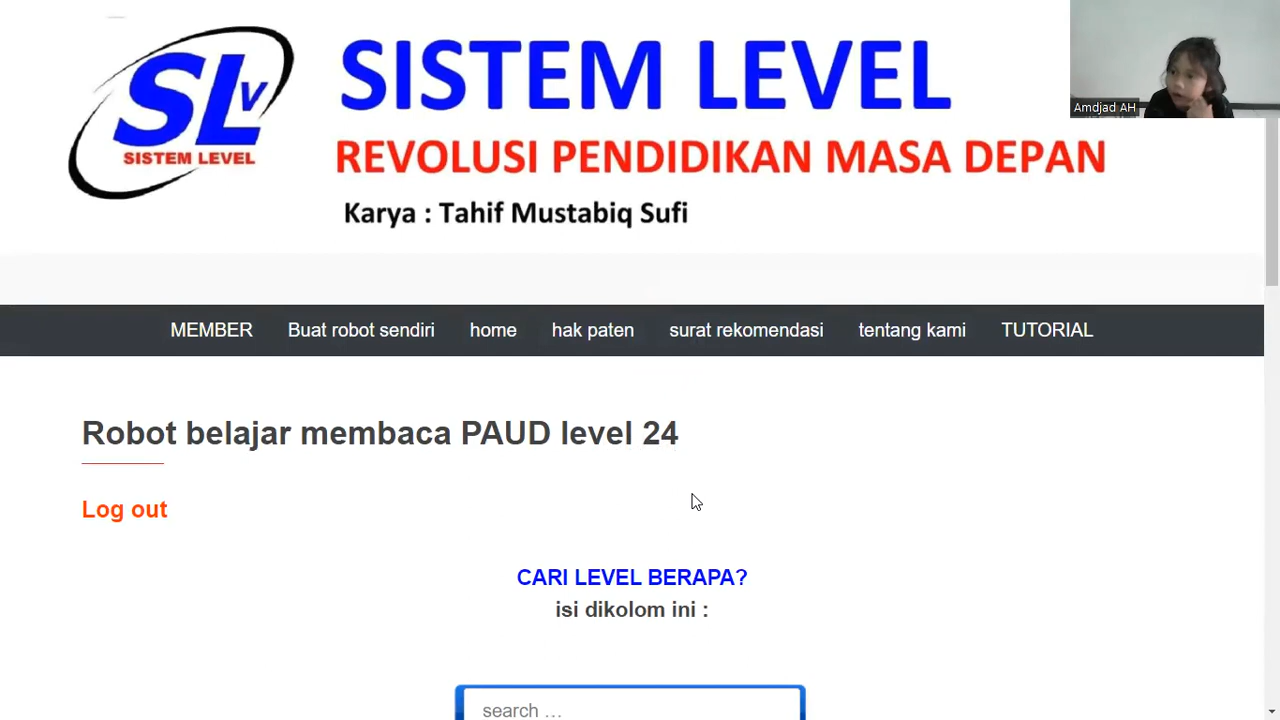 SLV
SISTEM LEVEL
SISTEM LEVEL
REVOLUSI PENDIDIKAN MASA DEPAN
Karya : Tahif Mustabiq Sufi
Amdjad AH
MEMBER Buat robot sendiri home hak paten surat rekomendasi tentang kami TUTORIAL
Robot belajar membaca PAUD level 24
Log out
CARI LEVEL BERAPA?
isi dikolom ini :
search ...